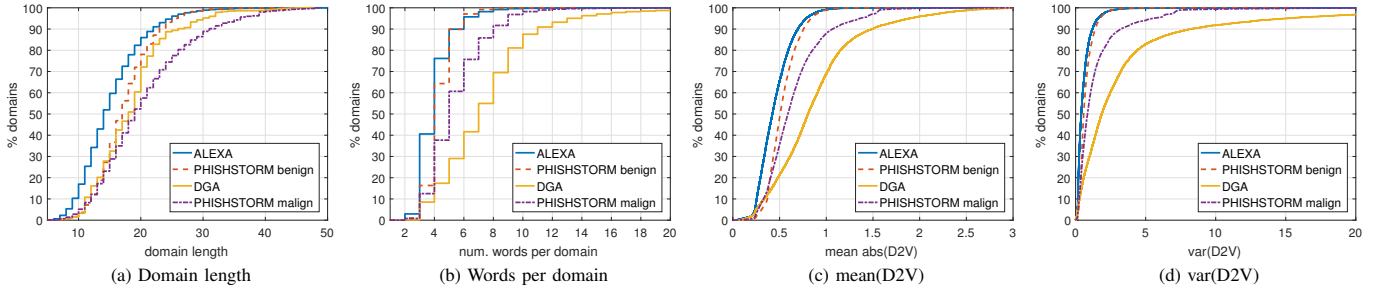 % domains
100
90
80
70
60
50
40
30
20
10
0
10 20 30 40 50
domain length
ALEXA
PHISHSTORM benign
DGA
PHISHSTORM malign
(a) Domain length
% domains
100
90
80
70
60
50
40
30
20
10
0
2 4 6 8 10 12 14 16 18 20
num. words per domain
ALEXA
PHISHSTORM benign
DGA
PHISHSTORM malign
(b) Words per domain
% domains
100
90
80
70
60
50
40
30
20
10
0
0 0.5 1 1.5 2 2.5 3
mean abs(D2V)
ALEXA
PHISHSTORM benign
DGA
PHISHSTORM malign
(c) mean(D2V)
% domains
100
90
80
70
60
50
40
30
20
10
0
0 5 10 15 20
var(D2V)
ALEXA
PHISHSTORM benign
DGA
PHISHSTORM malign
(d) var(D2V)